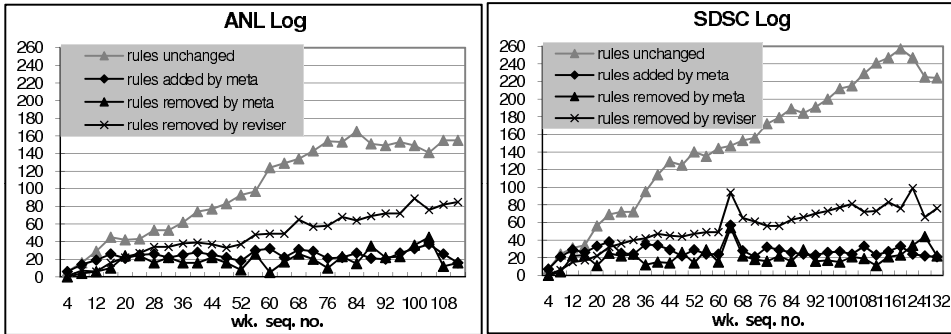 ANL Log
260
240
220
200
180
160
140
120
100
80
60
40
20
0
rules unchanged
rules added by meta
rules removed by meta
rules removed by reviser
4 12 20 28 36 44 52 60 68 76 84 92 100 108
wk. seq. no.
SDSC Log
260
240
220
200
180
160
140
120
100
80
60
40
20
0
rules unchanged
rules added by meta
rules removed by meta
rules removed by reviser
4 12 20 28 36 44 52 60 68 76 84 92 100 108 116 124 132
wk. seq. no.